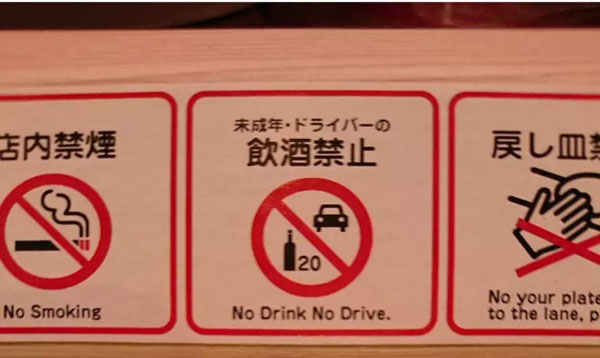 店内禁煙
No Smoking
未成年・ドライバーの
飲酒禁止
20
No Drink No Drive.
戻し皿
No your plate
to the lane,